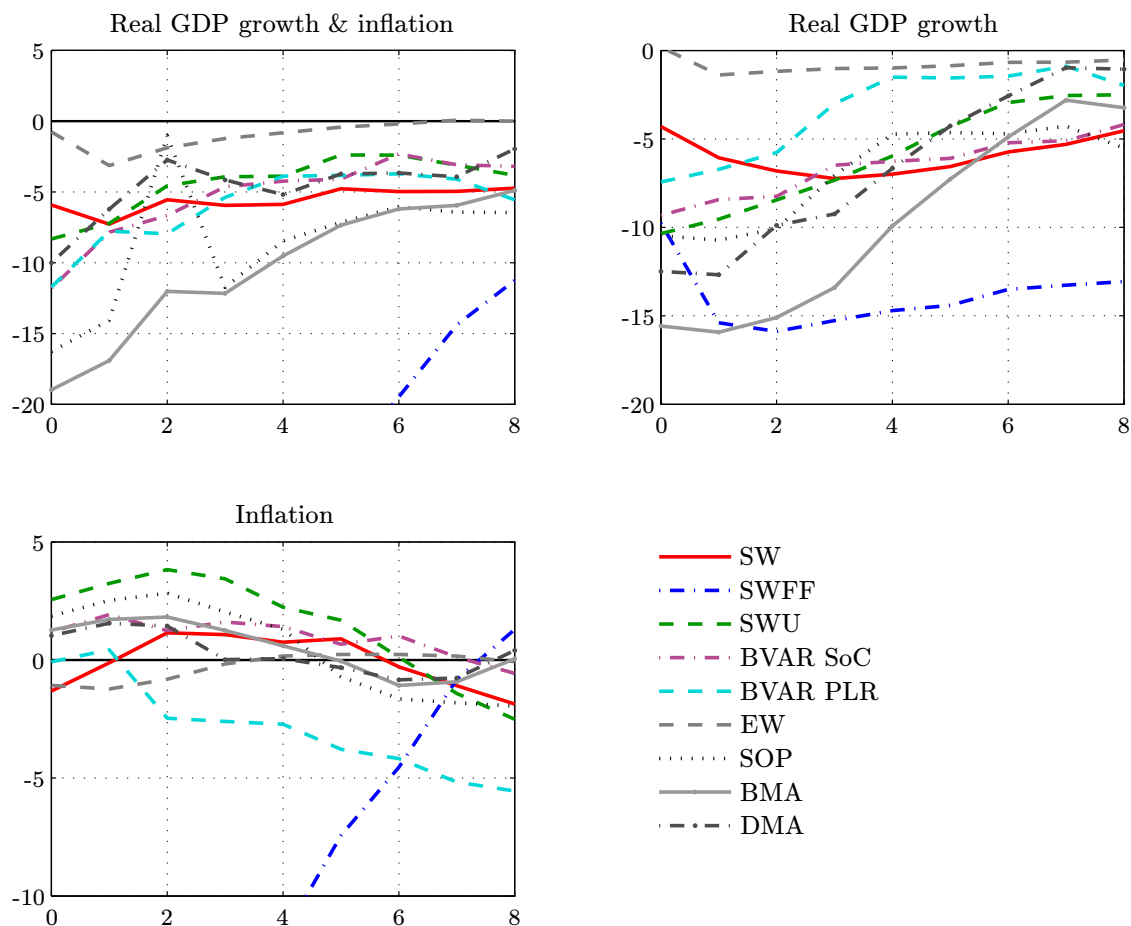 Real GDP growth & inflation
5
0
-5
-10
-15
-20
0 2 4 6 8
Real GDP growth
0
-5
-10
-15
-20
0 2 4 6 8
Inflation
5
0
-5
-10
0 2 4 6 8
SW
SWFF
SWU
BVAR SoC
BVAR PLR
EW
SOP
BMA
DMA